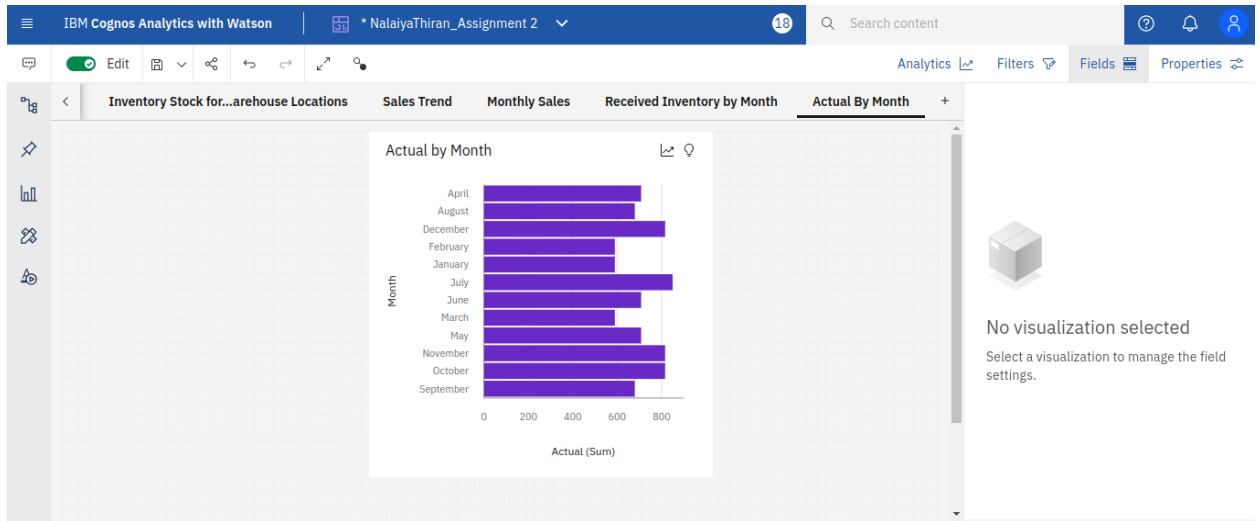 IBM Cognos Analytics with Watson
* NalaiyaThiran_Assignment 2
18
Search content
Edit
Analytics
Filters
Fields
Properties
Inventory Stock for...arehouse Locations
Sales Trend
Monthly Sales
Received Inventory by Month
Actual By Month
+
Actual by Month
April
August
December
February
January
July
June
March
May
November
October
September
Month
0 200 400 600 800
Actual (Sum)
No visualization selected
Select a visualization to manage the field
settings.